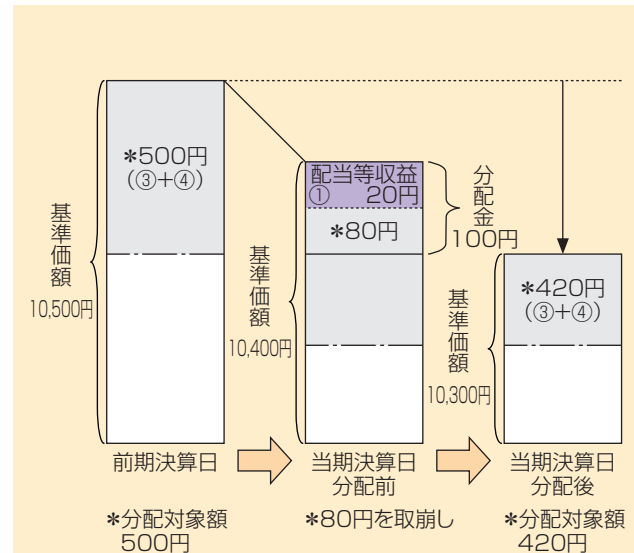 *500円
(③+④)
基準価額
10,500円
配当等収益
① 20円
*80円
分配金
100円
基準価額
10,400円
*420円
(③+④)
基準価額
10,300円
前期決算日
当期決算日
分配前
当期決算日
分配後
*分配対象額
500円
*80円を取崩し
*分配対象額
420円